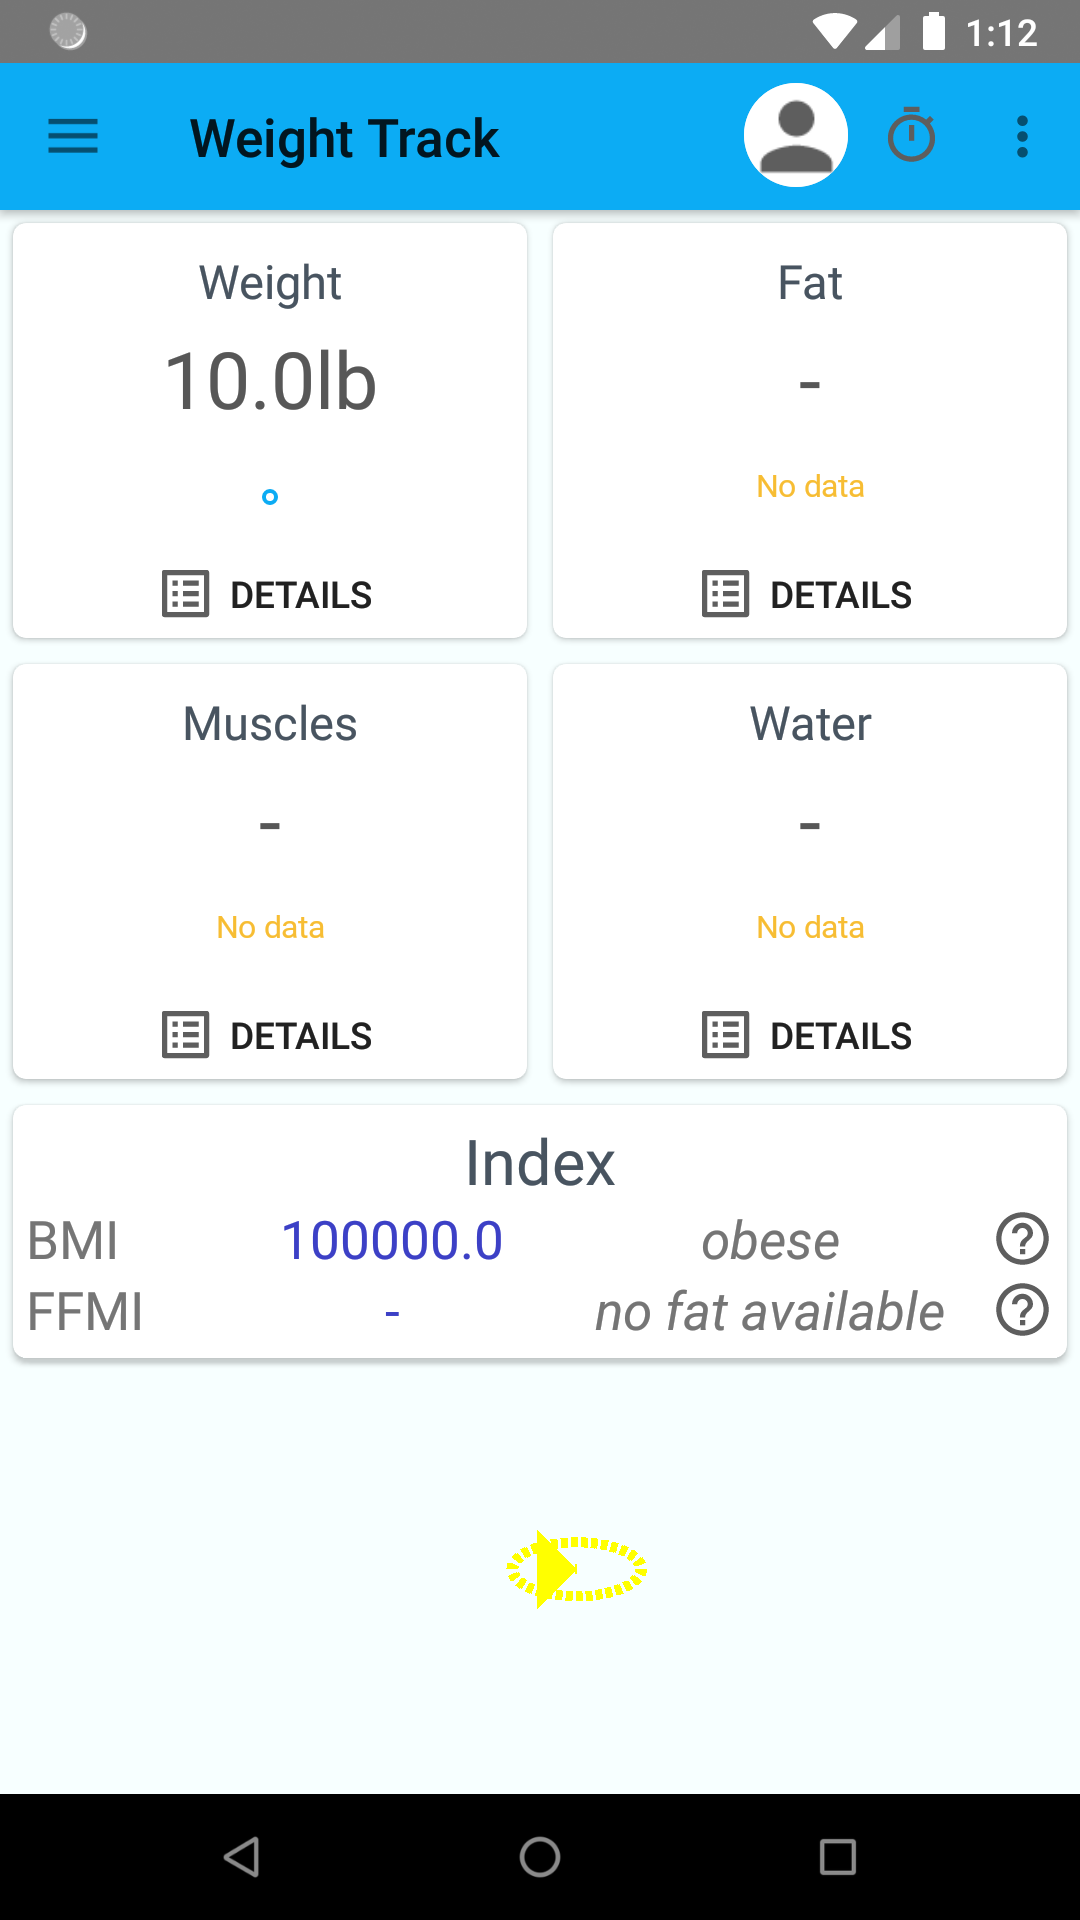 1:12
Weight Track
Weight
10.0lb
DETAILS
Fat
-
No data
DETAILS
Muscles
-
No data
DETAILS
Water
-
No data
DETAILS
Index
BMI 100000.0 obese
FFMI - no fat available